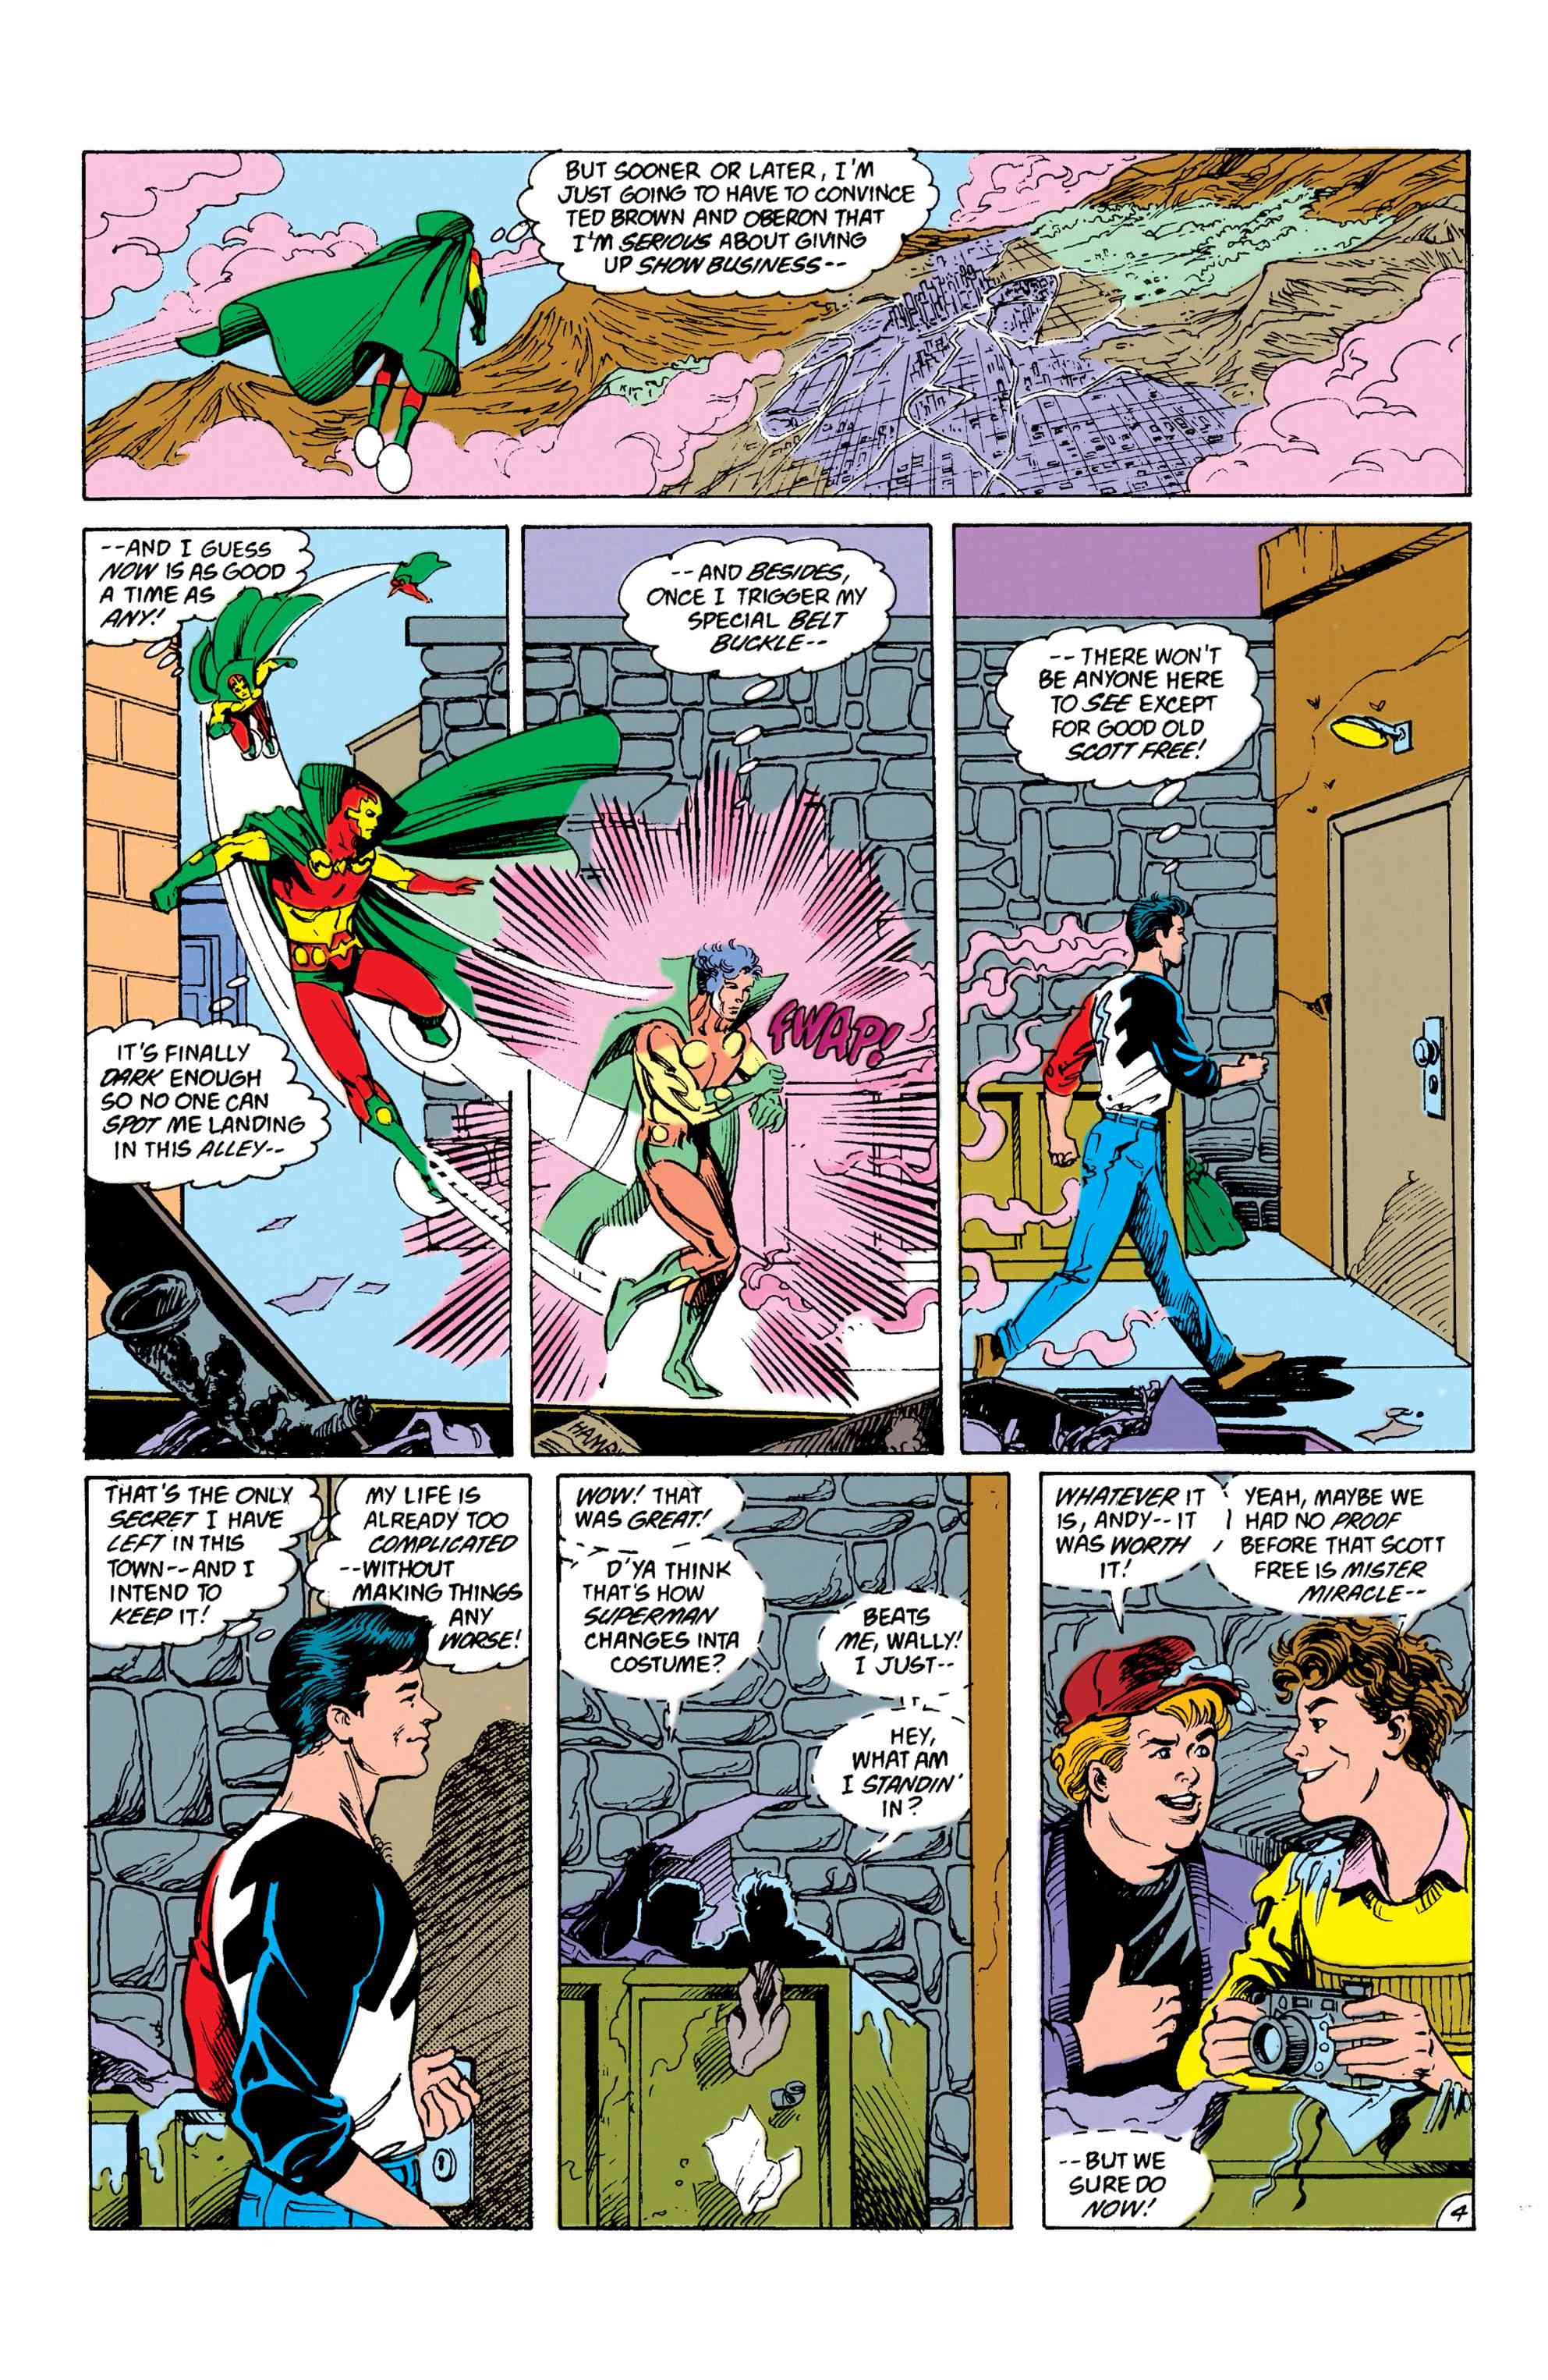 BUT SOONER OR LATER, I'M
JUST GOING TO HAVE TO CONVINCE
TED BROWN AND OBERON THAT
I'M SERIOUS ABOUT GIVING
UP SHOW BUSINESS--
--AND I GUESS
NOW IS AS GOOD
A TIME AS
ANY!
IT'S FINALLY
DARK ENOUGH
SO NO ONE CAN
SPOT ME LANDING
IN THIS ALLEY--
--AND BESIDES,
ONCE I TRIGGER MY
SPECIAL BELT
BUCKLE--
FWAP!
-- THERE WON'T
BE ANYONE HERE
TO SEE EXCEPT
FOR GOOD OLD
SCOTT FREE!
THAT'S THE ONLY
SECRET I HAVE
LEFT IN THIS
TOWN--AND I
INTEND TO
KEEP IT!
MY LIFE IS
ALREADY TOO
COMPLICATED
--WITHOUT
MAKING THINGS
ANY
WORSE!
WOW! THAT
WAS GREAT!
D'YA THINK
THAT'S HOW
SUPERMAN
CHANGES INTA
COSTUME?
BEATS
ME, WALLY!
I JUST--
HEY,
WHAT AM
I STANDIN'
IN?
WHATEVER IT
IS, ANDY--IT
WAS WORTH
IT!
YEAH, MAYBE WE
HAD NO PROOF
BEFORE THAT SCOTT
FREE IS MISTER
MIRACLE--
--BUT WE
SURE DO
NOW!
4